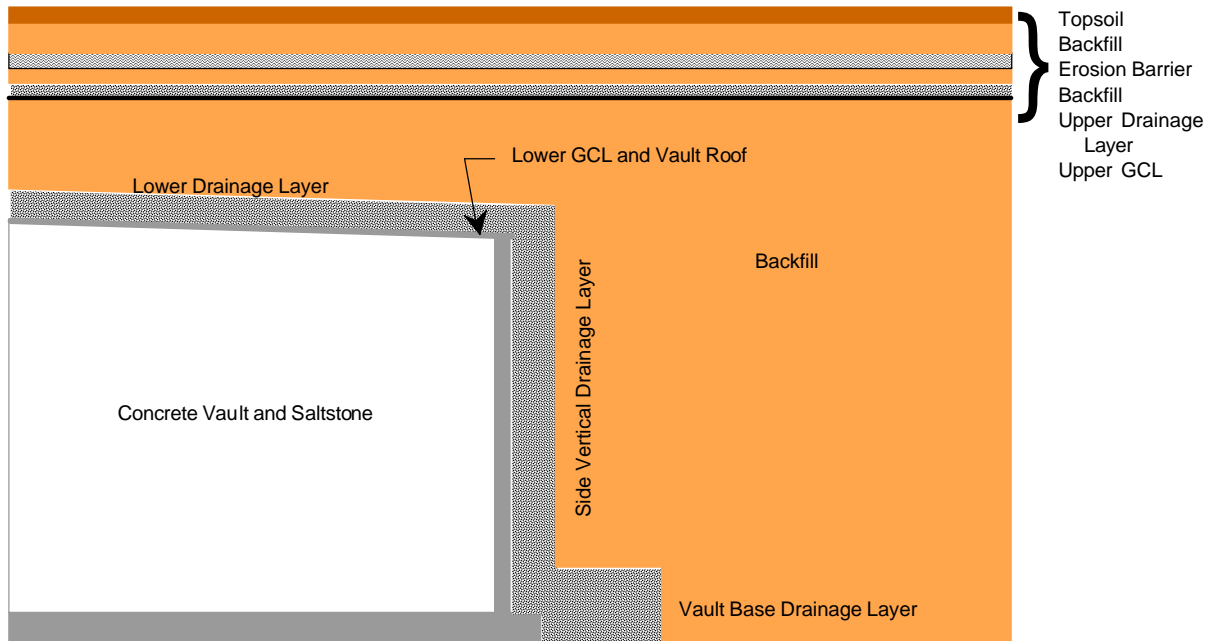 Topsoil
Backfill
Erosion Barrier
Backfill
Upper Drainage
Layer
Upper GCL
Lower GCL and Vault Roof
Lower Drainage Layer
Backfill
Side Vertical Drainage Layer
Concrete Vault and Saltstone
Vault Base Drainage Layer